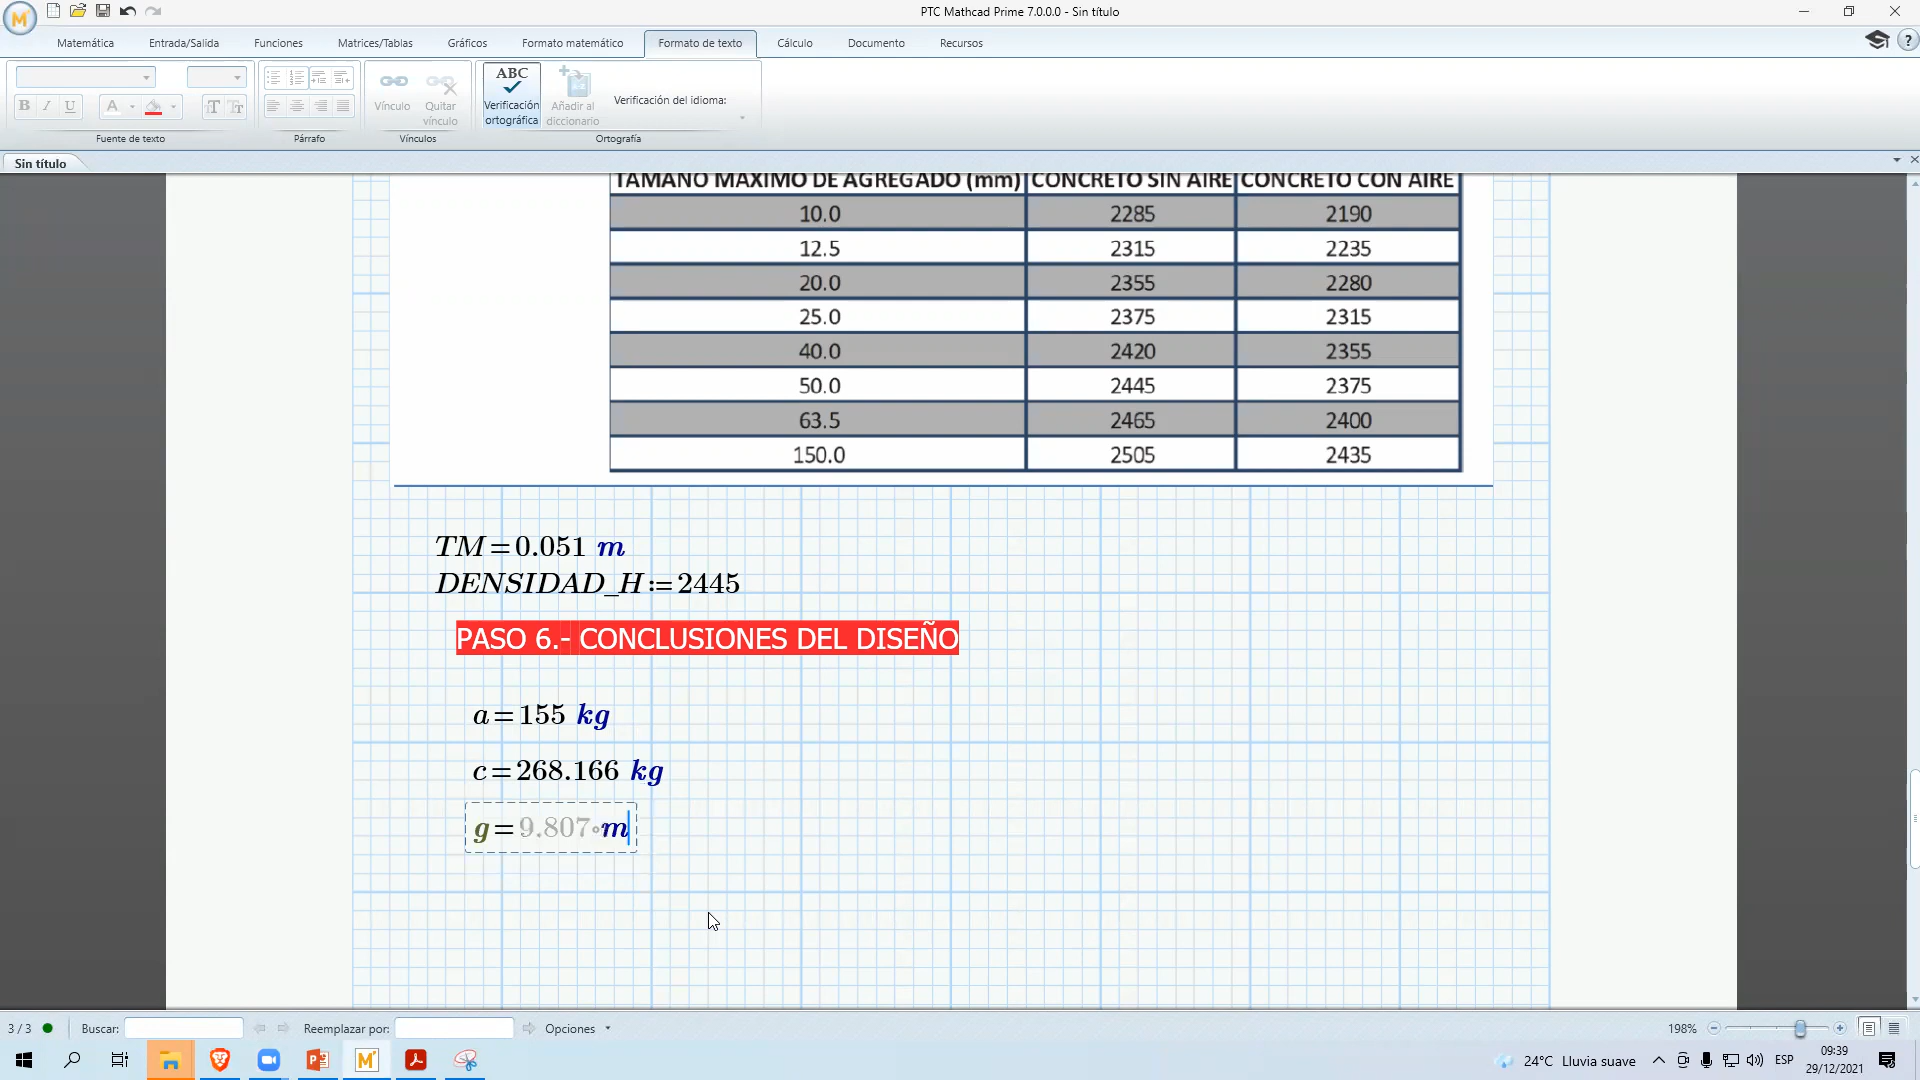 PTC Mathcad Prime 7.0.0.0 - Sin título
Matemática Entrada/Salida Funciones Matrices/Tablas Gráficos Formato matemático Formato de texto Cálculo Documento Recursos
B I U A
ABC
Vínculo Quitar vínculo
Verificación ortográfica
Añadir al diccionario
Verificación del idioma:
Fuente de texto Párrafo Vínculos Ortografía
Sin título
TAMAÑO MAXIMO DE AGREGADO (mm) CONCRETO SIN AIRE CONCRETO CON AIRE
10.0 2285 2190
12.5 2315 2235
20.0 2355 2280
25.0 2375 2315
40.0 2420 2355
50.0 2445 2375
63.5 2465 2400
150.0 2505 2435
TM=0.051 m
DENSIDAD_H:=2445
PASO 6.- CONCLUSIONES DEL DISEÑO
a=155 kg
c=268.166 kg
g=9.807∘m
3 / 3 Buscar: Reemplazar por: Opciones 198%
24°C Lluvia suave ESP 09:39
29/12/2021